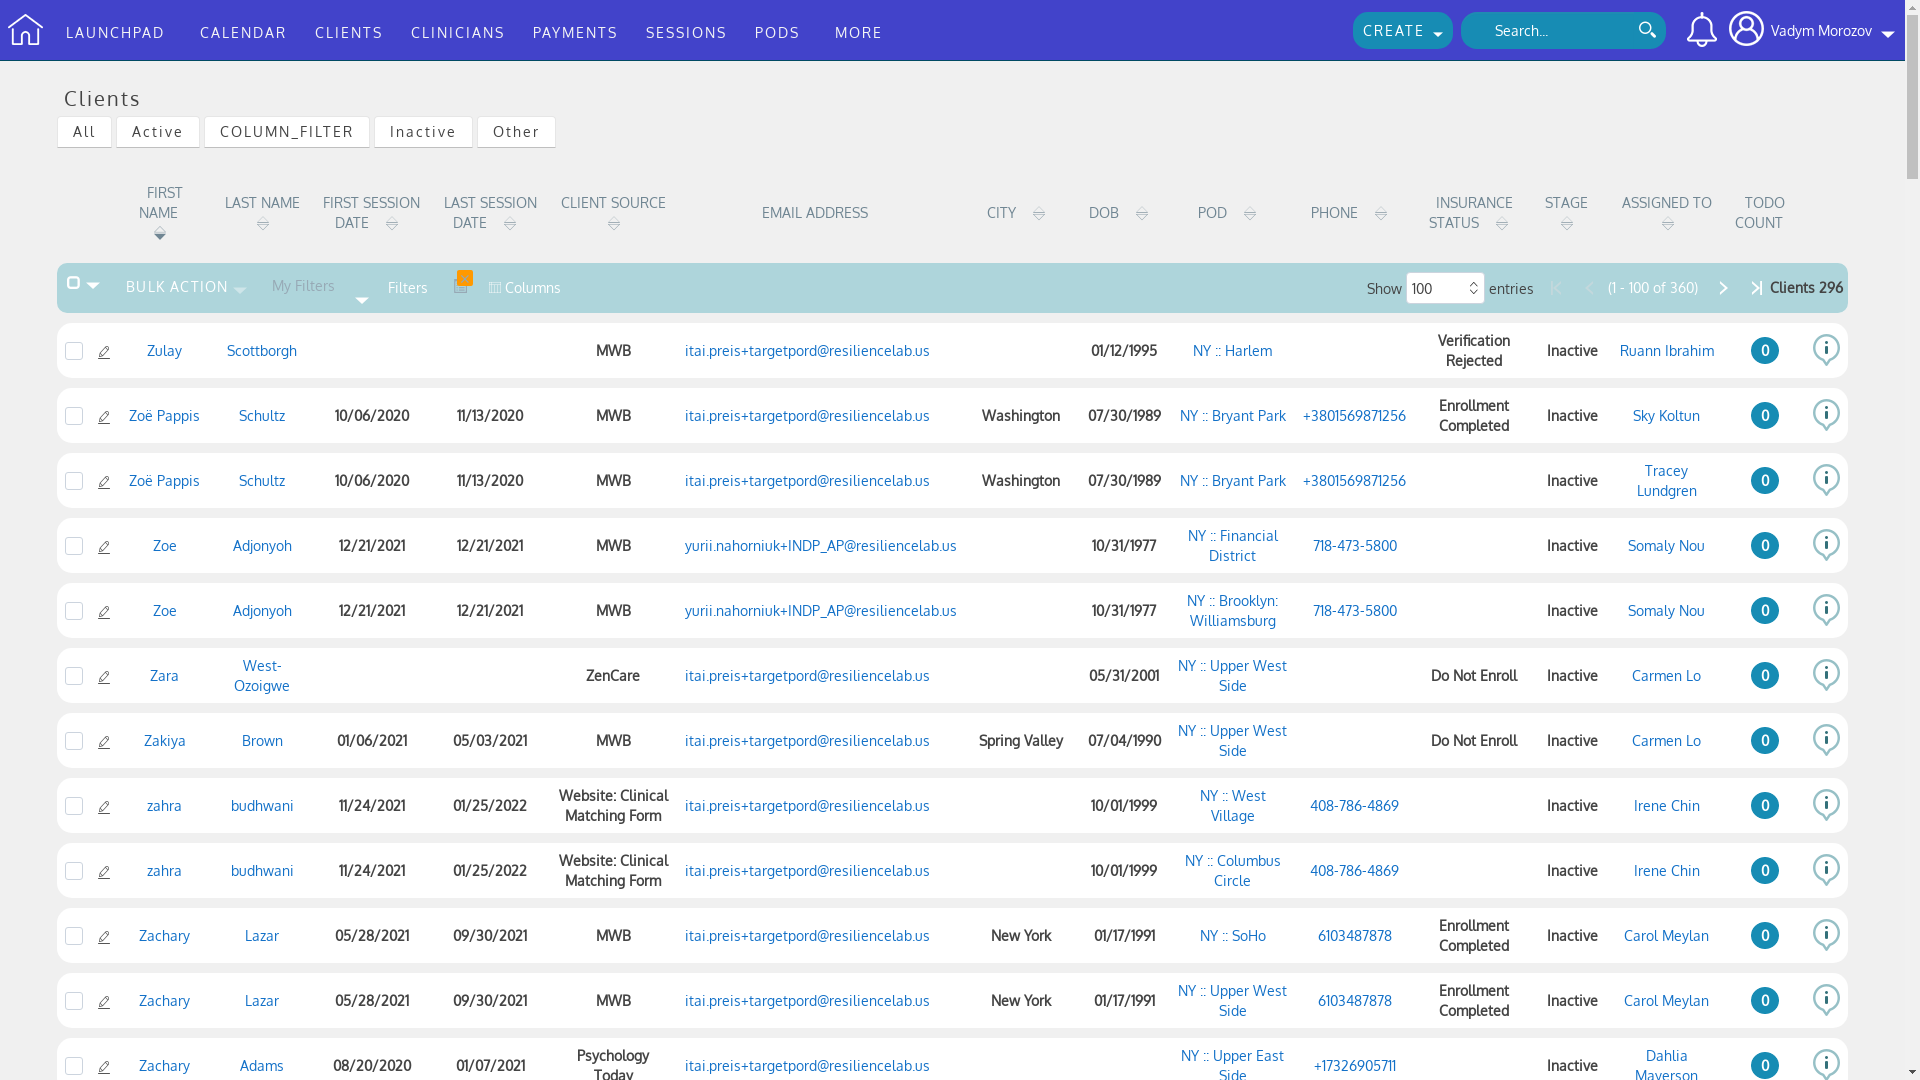 LAUNCHPAD CALENDAR CLIENTS CLINICIANS PAYMENTS SESSIONS PODS MORE CREATE Search... Vadym Morozov
Clients
All Active COLUMN_FILTER Inactive Other
FIRST NAME LAST NAME FIRST SESSION DATE LAST SESSION DATE CLIENT SOURCE EMAIL ADDRESS CITY DOB POD PHONE INSURANCE STATUS STAGE ASSIGNED TO TODO COUNT
BULK ACTION My Filters Filters Columns Show 100 entries (1 - 100 of 360) Clients 296
Zulay Scottborgh MWB itai.preis+targetpord@resiliencelab.us 01/12/1995 NY :: Harlem Verification Rejected Inactive Ruann Ibrahim 0
Zoë Pappis Schultz 10/06/2020 11/13/2020 MWB itai.preis+targetpord@resiliencelab.us Washington 07/30/1989 NY :: Bryant Park +3801569871256 Enrollment Completed Inactive Sky Koltun 0
Zoë Pappis Schultz 10/06/2020 11/13/2020 MWB itai.preis+targetpord@resiliencelab.us Washington 07/30/1989 NY :: Bryant Park +3801569871256 Inactive Tracey Lundgren 0
Zoe Adjonyoh 12/21/2021 12/21/2021 MWB yurii.nahorniuk+INDP_AP@resiliencelab.us 10/31/1977 NY :: Financial District 718-473-5800 Inactive Somaly Nou 0
Zoe Adjonyoh 12/21/2021 12/21/2021 MWB yurii.nahorniuk+INDP_AP@resiliencelab.us 10/31/1977 NY :: Brooklyn: Williamsburg 718-473-5800 Inactive Somaly Nou 0
Zara West-Ozoigwe ZenCare itai.preis+targetpord@resiliencelab.us 05/31/2001 NY :: Upper West Side Do Not Enroll Inactive Carmen Lo 0
Zakiya Brown 01/06/2021 05/03/2021 MWB itai.preis+targetpord@resiliencelab.us Spring Valley 07/04/1990 NY :: Upper West Side Do Not Enroll Inactive Carmen Lo 0
zahra budhwani 11/24/2021 01/25/2022 Website: Clinical Matching Form itai.preis+targetpord@resiliencelab.us 10/01/1999 NY :: West Village 408-786-4869 Inactive Irene Chin 0
zahra budhwani 11/24/2021 01/25/2022 Website: Clinical Matching Form itai.preis+targetpord@resiliencelab.us 10/01/1999 NY :: Columbus Circle 408-786-4869 Inactive Irene Chin 0
Zachary Lazar 05/28/2021 09/30/2021 MWB itai.preis+targetpord@resiliencelab.us New York 01/17/1991 NY :: SoHo 6103487878 Enrollment Completed Inactive Carol Meylan 0
Zachary Lazar 05/28/2021 09/30/2021 MWB itai.preis+targetpord@resiliencelab.us New York 01/17/1991 NY :: Upper West Side 6103487878 Enrollment Completed Inactive Carol Meylan 0
Zachary Adams 08/20/2020 01/07/2021 Psychology Today itai.preis+targetpord@resiliencelab.us NY :: Upper East Side +17326905711 Inactive Dahlia Mayerson 0